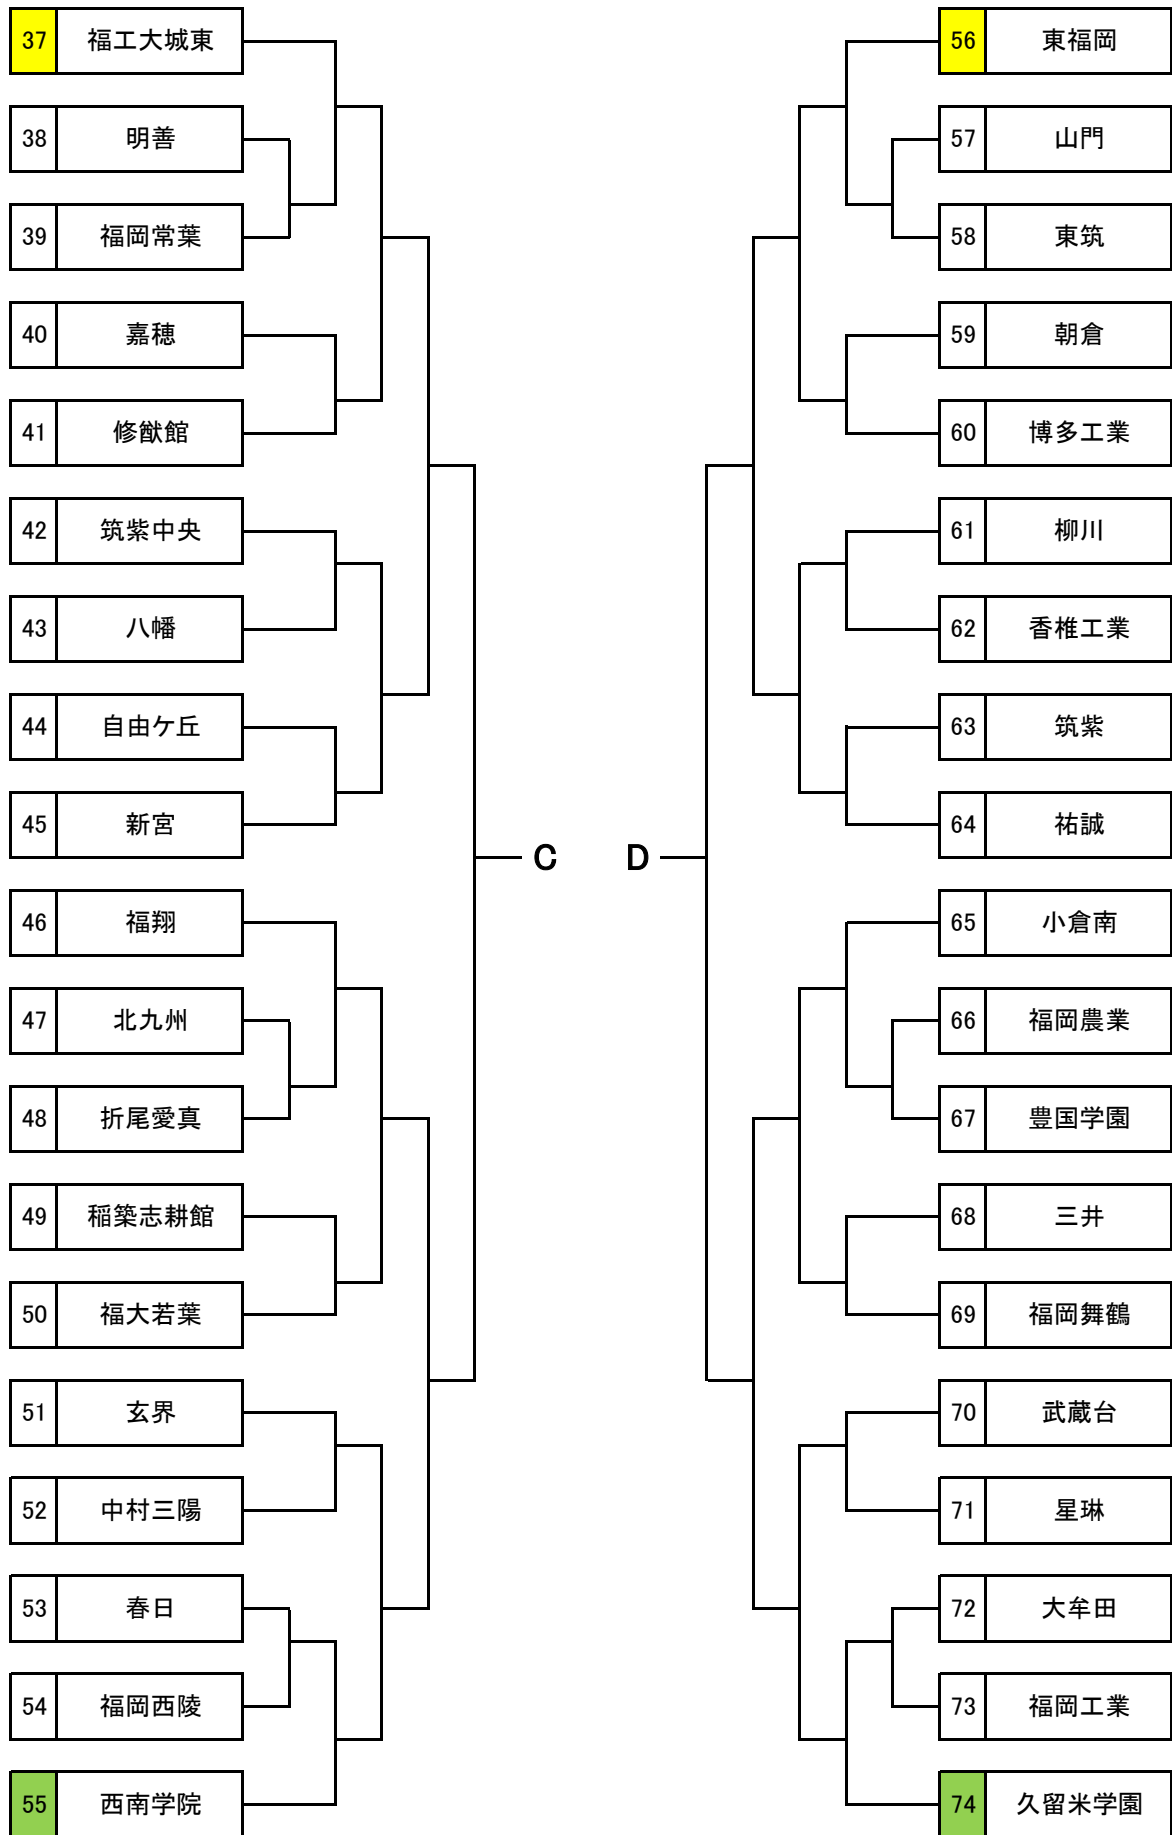 37 福工大城東
38 明善
39 福岡常葉
40 嘉穂
41 修猷館
42 筑紫中央
43 八幡
44 自由ケ丘
45 新宮
46 福翔
47 北九州
48 折尾愛真
49 稲築志耕館
50 福大若葉
51 玄界
52 中村三陽
53 春日
54 福岡西陵
55 西南学院
C
D
56 東福岡
57 山門
58 東筑
59 朝倉
60 博多工業
61 柳川
62 香椎工業
63 筑紫
64 祐誠
65 小倉南
66 福岡農業
67 豊国学園
68 三井
69 福岡舞鶴
70 武蔵台
71 星琳
72 大牟田
73 福岡工業
74 久留米学園